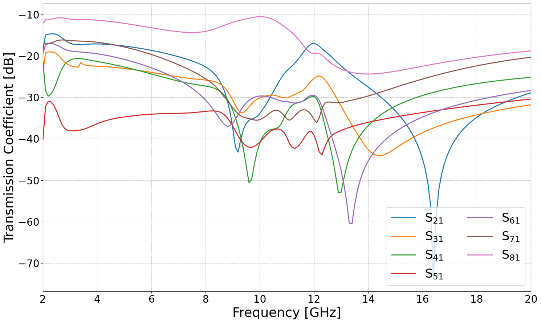 Transmission Coefficient [dB]
−10
−20
−30
−40
−50
−60
−70
2 4 6 8 10 12 14 16 18 20
Frequency [GHz]
S21 S61
S31 S71
S41 S81
S51